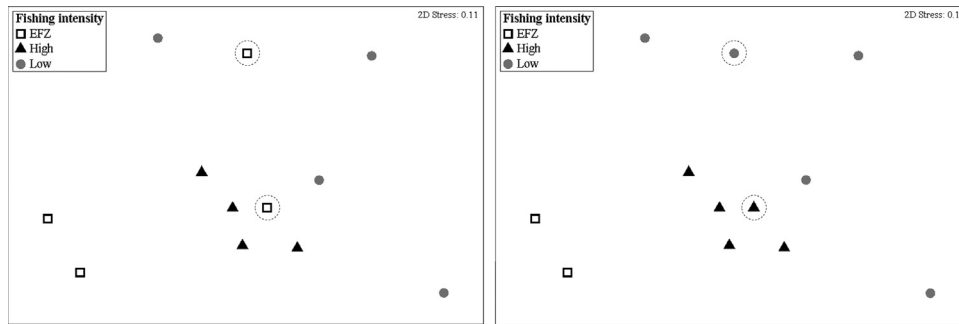 Fishing intensity
EFZ
High
Low
2D Stress: 0.11
Fishing intensity
EFZ
High
Low
2D Stress: 0.1